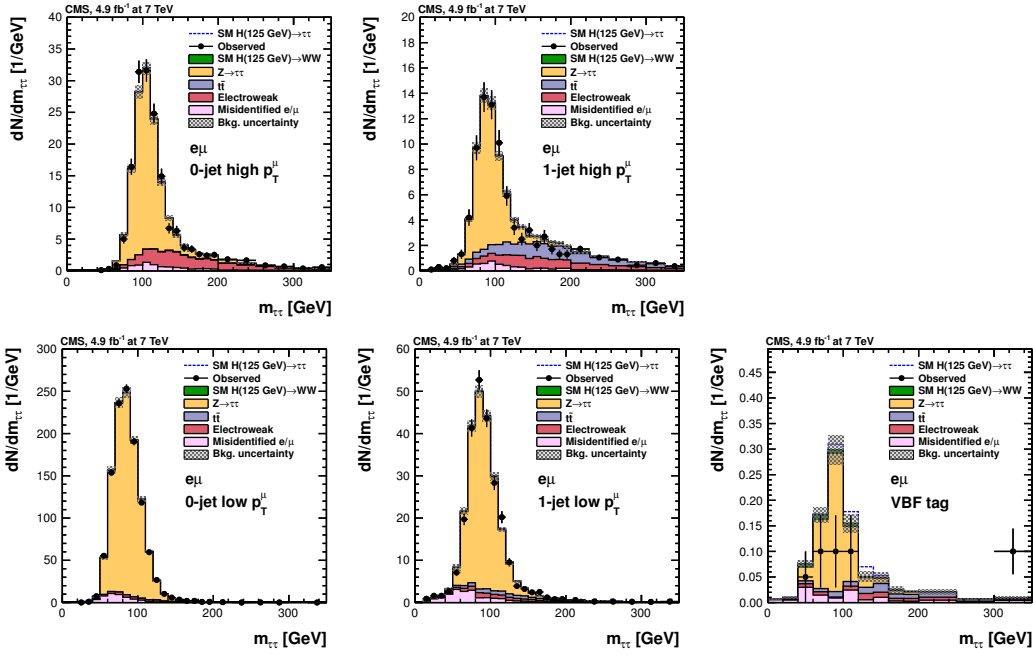 CMS, 4.9 fb⁻¹ at 7 TeV
dN/dm_ττ [1/GeV]
40
35
30
25
20
15
10
5
0
SM H(125 GeV)→ττ
Observed
SM H(125 GeV)→WW
Z→ττ
tt̄
Electroweak
Misidentified e/μ
Bkg. uncertainty
eμ
0-jet high p_T^μ
0 100 200 300
m_ττ [GeV]
CMS, 4.9 fb⁻¹ at 7 TeV
dN/dm_ττ [1/GeV]
20
18
16
14
12
10
8
6
4
2
0
SM H(125 GeV)→ττ
Observed
SM H(125 GeV)→WW
Z→ττ
tt̄
Electroweak
Misidentified e/μ
Bkg. uncertainty
eμ
1-jet high p_T^μ
0 100 200 300
m_ττ [GeV]
CMS, 4.9 fb⁻¹ at 7 TeV
dN/dm_ττ [1/GeV]
300
250
200
150
100
50
0
SM H(125 GeV)→ττ
Observed
SM H(125 GeV)→WW
Z→ττ
tt̄
Electroweak
Misidentified e/μ
Bkg. uncertainty
eμ
0-jet low p_T^μ
0 100 200 300
m_ττ [GeV]
CMS, 4.9 fb⁻¹ at 7 TeV
dN/dm_ττ [1/GeV]
60
50
40
30
20
10
0
SM H(125 GeV)→ττ
Observed
SM H(125 GeV)→WW
Z→ττ
tt̄
Electroweak
Misidentified e/μ
Bkg. uncertainty
eμ
1-jet low p_T^μ
0 100 200 300
m_ττ [GeV]
CMS, 4.9 fb⁻¹ at 7 TeV
dN/dm_ττ [1/GeV]
0.45
0.40
0.35
0.30
0.25
0.20
0.15
0.10
0.05
0.00
SM H(125 GeV)→ττ
Observed
SM H(125 GeV)→WW
Z→ττ
tt̄
Electroweak
Misidentified e/μ
Bkg. uncertainty
eμ
VBF tag
0 100 200 300
m_ττ [GeV]